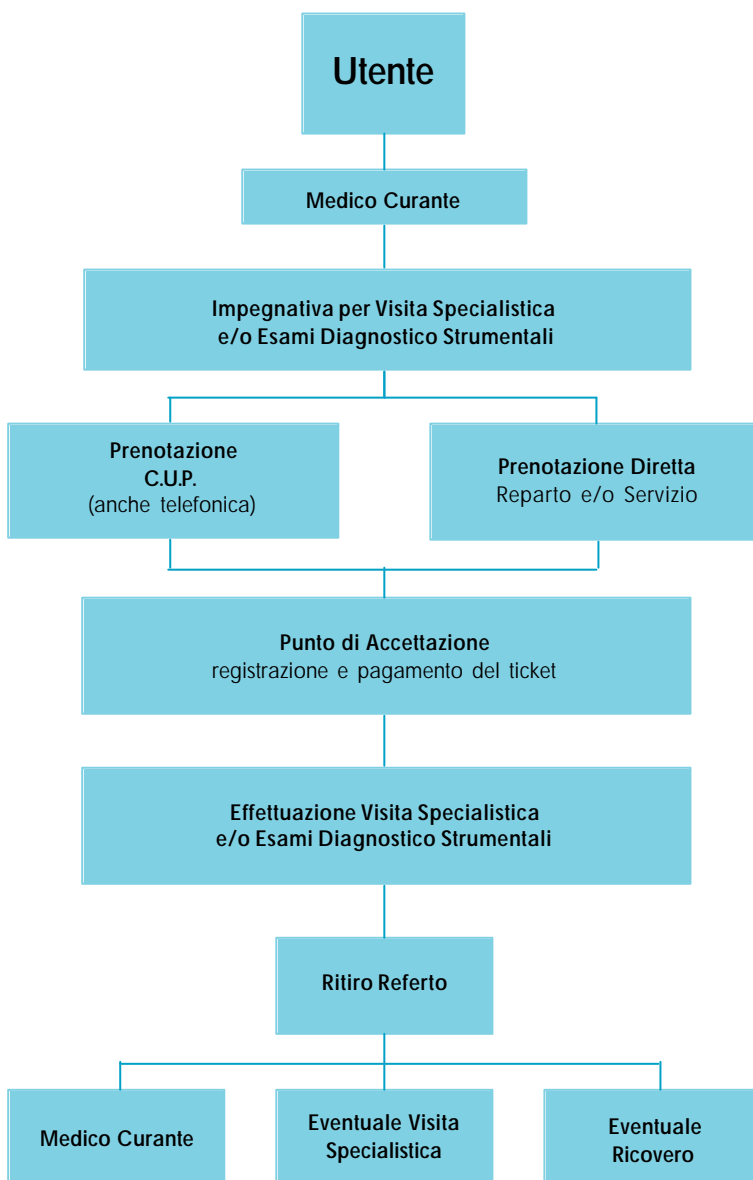 Utente
Medico Curante
Impegnativa per Visita Specialistica
e/o Esami Diagnostico Strumentali
Prenotazione
C.U.P.
(anche telefonica)
Prenotazione Diretta
Reparto e/o Servizio
Punto di Accettazione
registrazione e pagamento del ticket
Effettuazione Visita Specialistica
e/o Esami Diagnostico Strumentali
Ritiro Referto
Medico Curante
Eventuale Visita
Specialistica
Eventuale
Ricovero